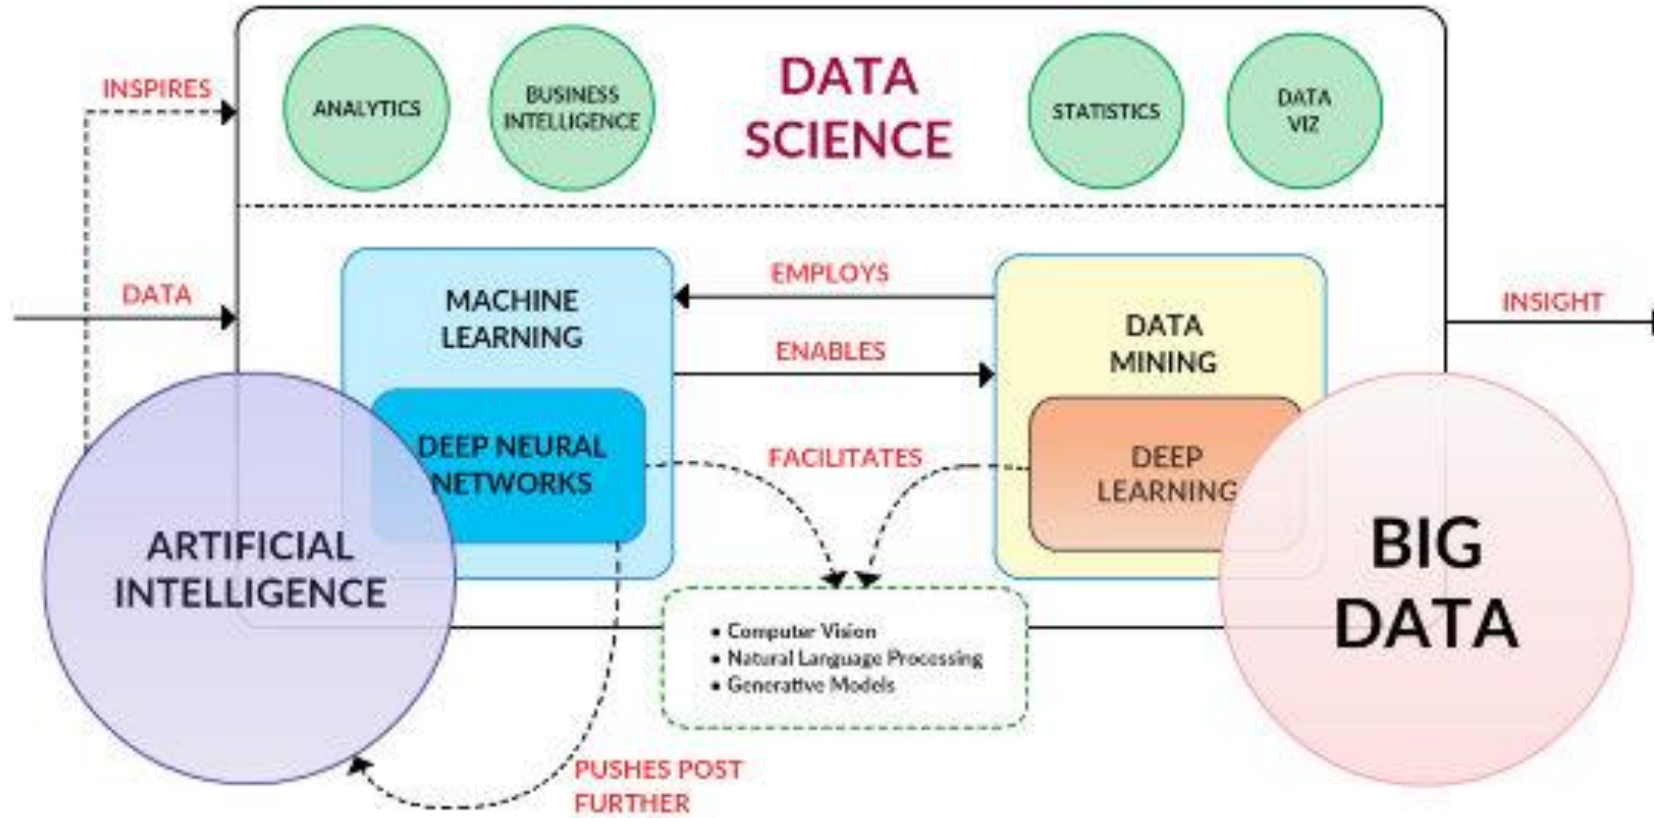 INSPIRES
ANALYTICS
BUSINESS
INTELLIGENCE
DATA
SCIENCE
STATISTICS
DATA
VIZ
DATA
MACHINE
LEARNING
EMPLOYS
ENABLES
DATA
MINING
INSIGHT
DEEP NEURAL
NETWORKS
FACILITATES
DEEP
LEARNING
ARTIFICIAL
INTELLIGENCE
BIG
DATA
• Computer Vision
• Natural Language Processing
• Generative Models
PUSHES POST
FURTHER